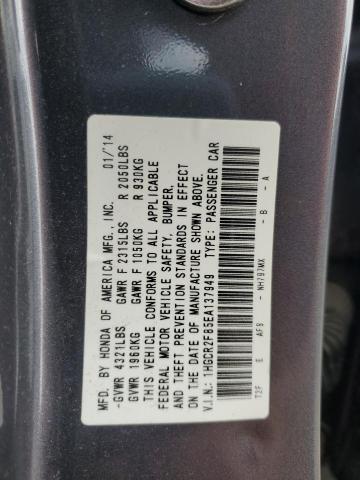 MFD. BY HONDA OF AMERICA MFG., INC. 01/'14
GVWR 4321LBS GAWR F 2315LBS R 2050LBS
GVWR 1960KG GAWR F 1050KG R 930KG
THIS VEHICLE CONFORMS TO ALL APPLICABLE
FEDERAL MOTOR VEHICLE SAFETY, BUMPER,
AND THEFT PREVENTION STANDARDS IN EFFECT
ON THE DATE OF MANUFACTURE SHOWN ABOVE.
V.I.N.: 1HGCR2F85EA137949 TYPE: PASSENGER CAR
T2F E AF9 - NH797MX - B - A